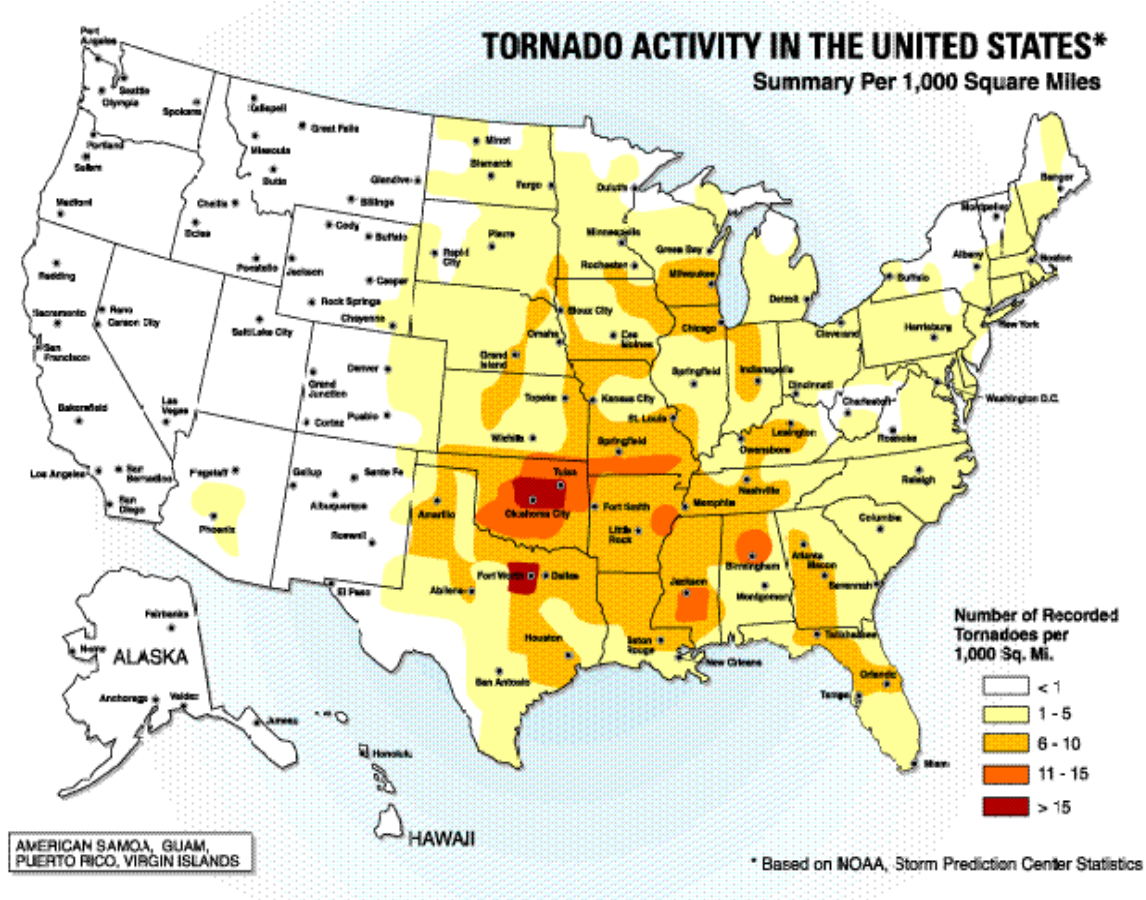 TORNADO ACTIVITY IN THE UNITED STATES*
Summary Per 1,000 Square Miles
Port Angeles
Seattle
Olympia
Spokane
Portland
Salem
Medford
Kalispell
Great Falls
Missoula
Butte
Glendive
Billings
Challis
Boise
Pocatello
Cody
Buffalo
Jackson
Casper
Rock Springs
Cheyenne
Minot
Bismarck
Fargo
Pierre
Rapid
City
Duluth
Minneapolis
Rochester
Green Bay
Milwaukee
Redding
Sacramento
San
Francisco
Bakersfield
Los Angeles
San
Bernadino
San
Diego
Reno
Carson City
Las
Vegas
Salt Lake City
Denver
Grand
Junction
Pueblo
Cortez
Flagstaff
Phoenix
Gallup
Santa Fe
Albuquerque
Roswell
El Paso
Grand
Island
Omaha
Sioux City
Des
Moines
Topeka
Wichita
Kansas City
St. Louis
Springfield
Chicago
Springfield
Indianapolis
Detroit
Cleveland
Cincinnati
Charleston
Roanoke
Lexington
Owensboro
Nashville
Memphis
Tulsa
Oklahoma City
Fort Smith
Little
Rock
Amarillo
Abilene
Fort Worth
Dallas
Houston
San Antonio
Jackson
Baton
Rouge
New Orleans
Birmingham
Montgomery
Atlanta
Macon
Savannah
Columbia
Raleigh
Tallahassee
Orlando
Tampa
Miami
Bangor
Montpelier
Albany
Boston
Buffalo
New York
Harrisburg
Washington D.C.
Fairbanks
Nome
ALASKA
Anchorage
Valdez
Juneau
Honolulu
HAWAII
AMERICAN SAMOA, GUAM,
PUERTO RICO, VIRGIN ISLANDS
Number of Recorded
Tornadoes per
1,000 Sq. Mi.
< 1
1 - 5
6 - 10
11 - 15
> 15
* Based on NOAA, Storm Prediction Center Statistics